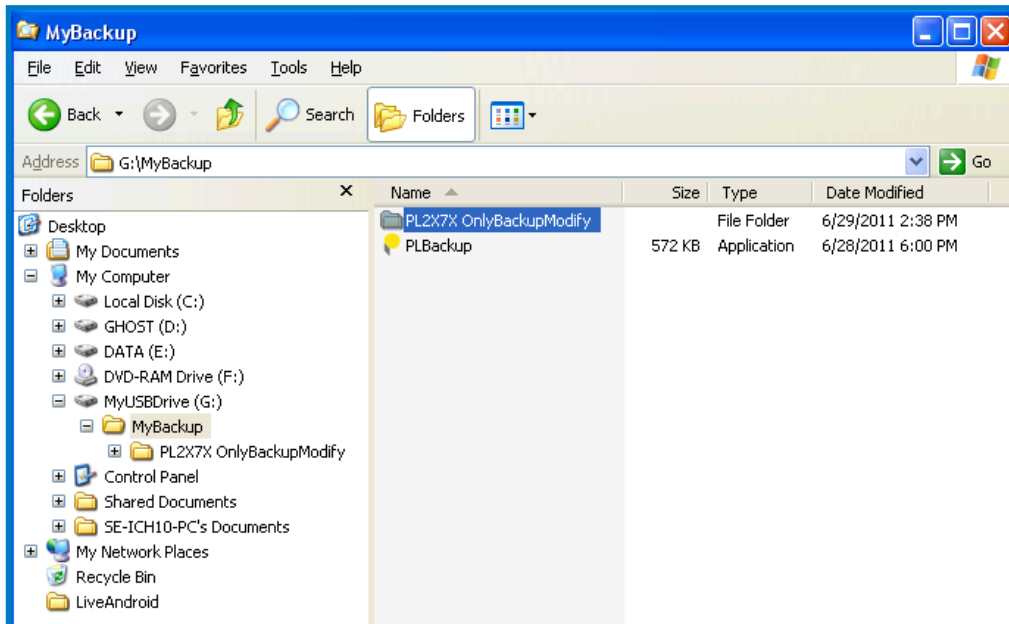 MyBackup
File Edit View Favorites Tools Help
Back Search Folders
Address G:\MyBackup Go
Folders X
Name Size Type Date Modified
PL2X7X OnlyBackupModify File Folder 6/29/2011 2:38 PM
PLBackup 572 KB Application 6/28/2011 6:00 PM
Desktop
My Documents
My Computer
Local Disk (C:)
GHOST (D:)
DATA (E:)
DVD-RAM Drive (F:)
MyUSBDrive (G:)
MyBackup
PL2X7X OnlyBackupModify
Control Panel
Shared Documents
SE-ICH10-PC's Documents
My Network Places
Recycle Bin
LiveAndroid